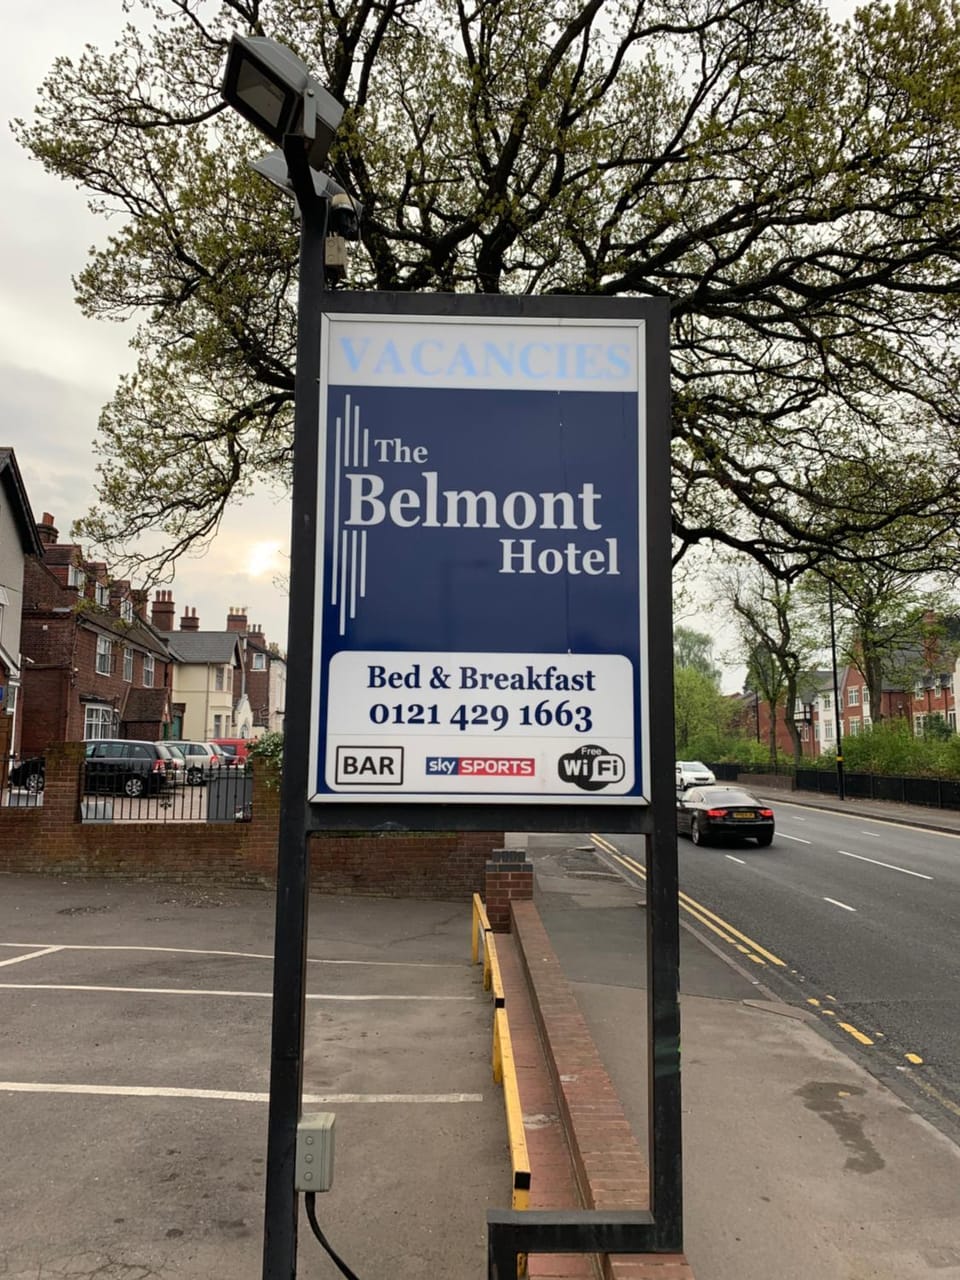 VACANCIES
The
Belmont
Hotel
Bed & Breakfast
0121 429 1663
BAR
sky SPORTS
Free
WiFi